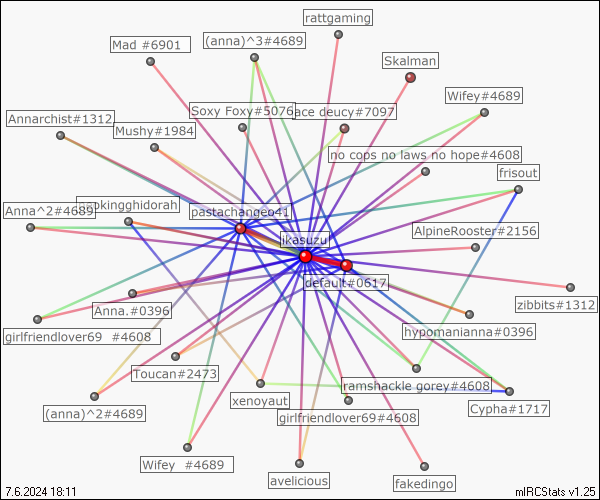 rattgaming
Mad #6901
(anna)^3#4689
Skalman
Wifey#4689
Soxy Foxy#5076
ace deucy#7097
Annarchist#1312
Mushy#1984
no cops no laws no hope#4608
frisout
Anna^2#4689
pastachangeo41
AlpineRooster#2156
jkasuzu
default#0617
zibbits#1312
Anna.#0396
hypomanianna#0396
girlfriendlover69 #4608
Toucan#2473
ramshackle gorey#4608
xenoyaut
Cypha#1717
(anna)^2#4689
girlfriendlover69#4608
Wifey #4689
avelicious
fakedingo
7.6.2024 18:11
mIRCStats v1.25